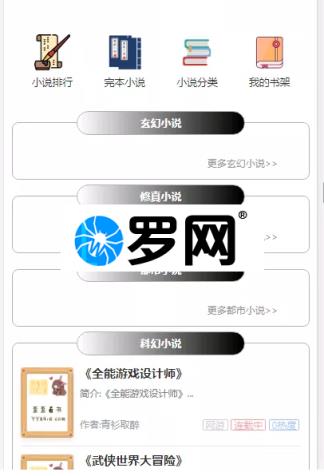 小说排行 完本小说 小说分类 我的书架
玄幻小说
更多玄幻小说>>
修真小说
罗网®
都市小说
更多都市小说>>
科幻小说
《全能游戏设计师》
简介:《全能游戏设计师》...
作者:青衫取醉
网游 连载中 0热度
《武侠世界大冒险》